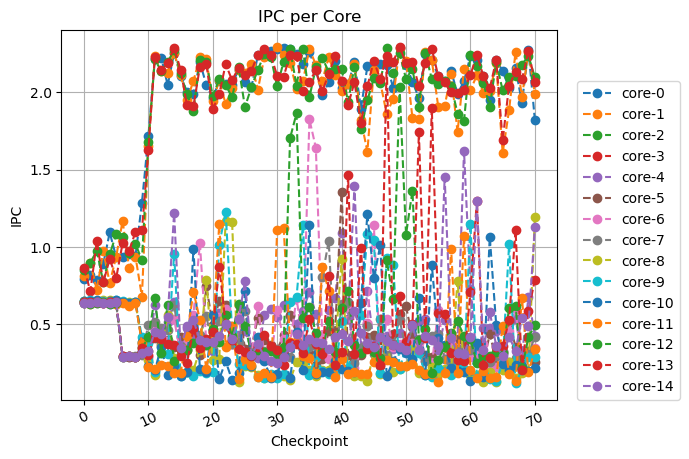 IPC per Core
IPC
2.0
1.5
1.0
0.5
0
10
20
30
40
50
60
70
Checkpoint
core-0
core-1
core-2
core-3
core-4
core-5
core-6
core-7
core-8
core-9
core-10
core-11
core-12
core-13
core-14